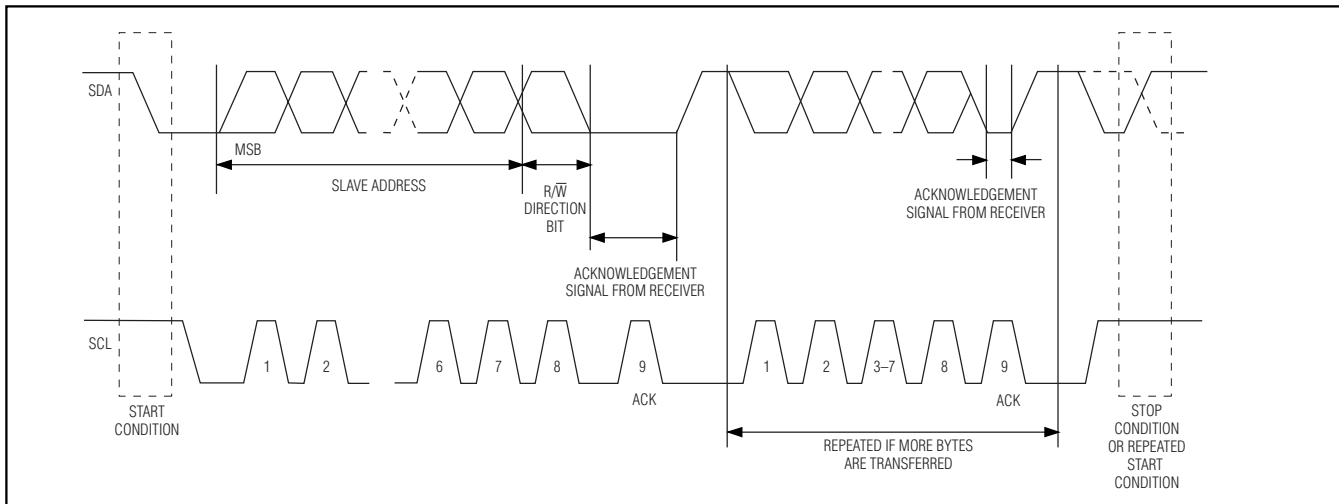 SDA
MSB
SLAVE ADDRESS
R/W̅
DIRECTION
BIT
ACKNOWLEDGEMENT
SIGNAL FROM RECEIVER
ACKNOWLEDGEMENT
SIGNAL FROM RECEIVER
SCL
1 2 6 7 8 9 1 2 3–7 8 9
ACK ACK
START
CONDITION
REPEATED IF MORE BYTES
ARE TRANSFERRED
STOP
CONDITION
OR REPEATED
START
CONDITION